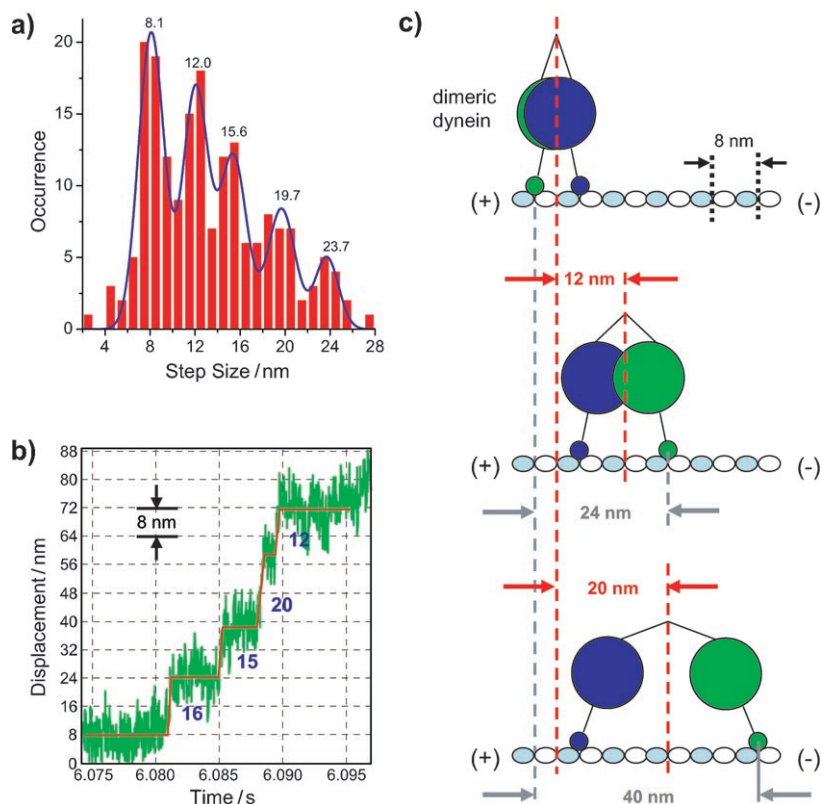 a)
8.1
12.0
15.6
19.7
23.7
20
15
10
5
0
Occurrence
4 8 12 16 20 24 28
Step Size / nm
b)
88
80
72
64
56
48
40
32
24
16
8
0
Displacement / nm
8 nm
12
20
15
16
6.075 6.080 6.085 6.090 6.095
Time / s
c)
dimeric
dynein
8 nm
(+) (-)
12 nm
(+) (-)
24 nm
20 nm
(+) (-)
40 nm